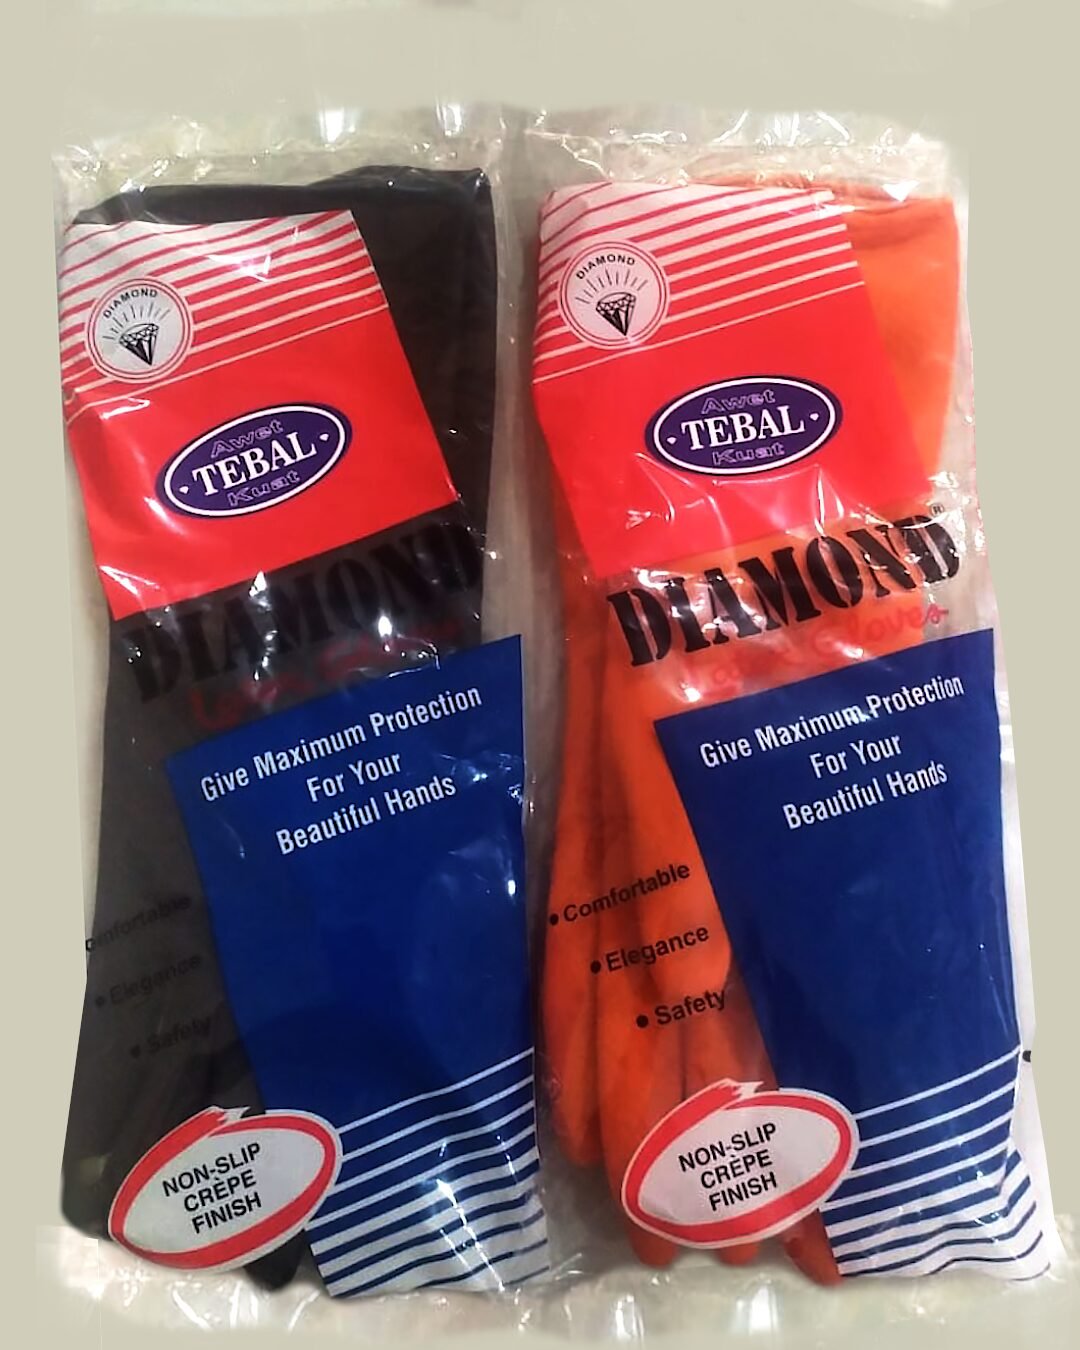 DIAMOND
Awet
TEBAL
Kuat
DIAMOND
Give Maximum Protection
For Your
Beautiful Hands
• Elegance
• Safety
NON-SLIP
CRÈPE
FINISH
DIAMOND
Awet
TEBAL
Kuat
DIAMOND®
Latex Gloves
Give Maximum Protection
For Your
Beautiful Hands
• Comfortable
• Elegance
• Safety
NON-SLIP
CRÈPE
FINISH